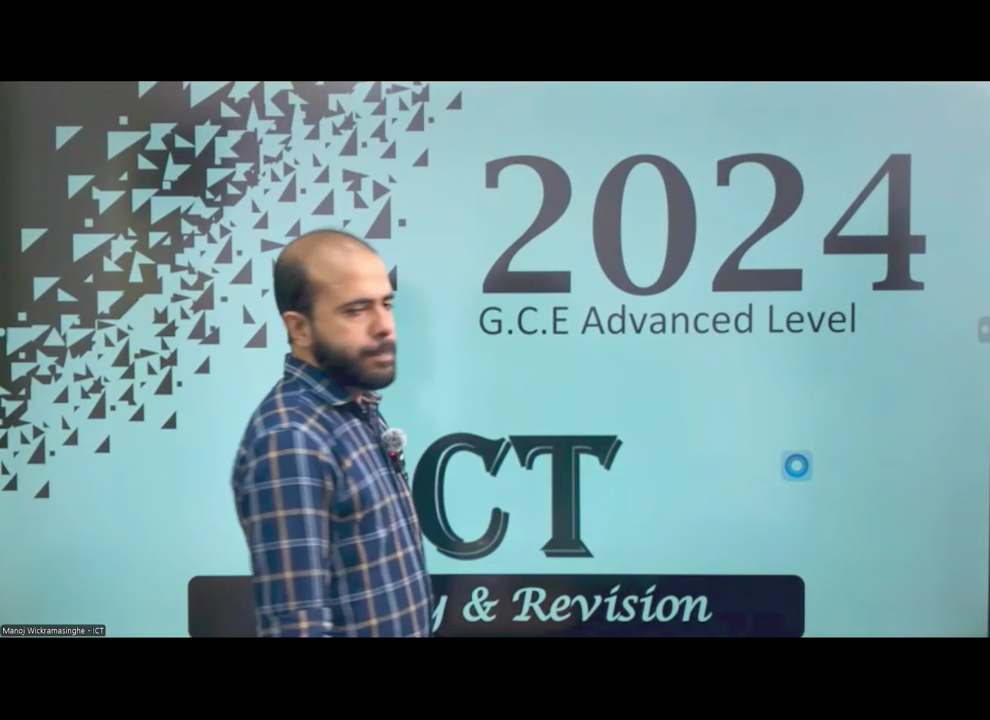 2024
G.C.E Advanced Level
CT
y & Revision
Manoj Wickramasinghe - ICT